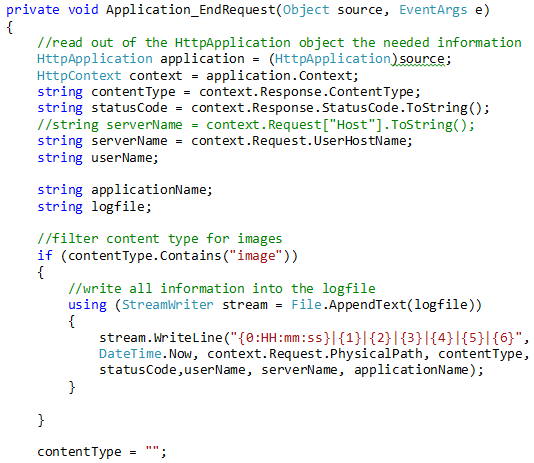 private void Application_EndRequest(Object source, EventArgs e)
{
    //read out of the HttpApplication object the needed information
    HttpApplication application = (HttpApplication)source;
    HttpContext context = application.Context;
    string contentType = context.Response.ContentType;
    string statusCode = context.Response.StatusCode.ToString();
    //string serverName = context.Request["Host"].ToString();
    string serverName = context.Request.UserHostName;
    string userName;

    string applicationName;
    string logfile;

    //filter content type for images
    if (contentType.Contains("image"))
    {
        //write all information into the logfile
        using (StreamWriter stream = File.AppendText(logfile))
        {
            stream.WriteLine("{0:HH:mm:ss}|{1}|{2}|{3}|{4}|{5}|{6}",
            DateTime.Now, context.Request.PhysicalPath, contentType,
            statusCode,userName, serverName, applicationName);
        }

    }

    contentType = "";